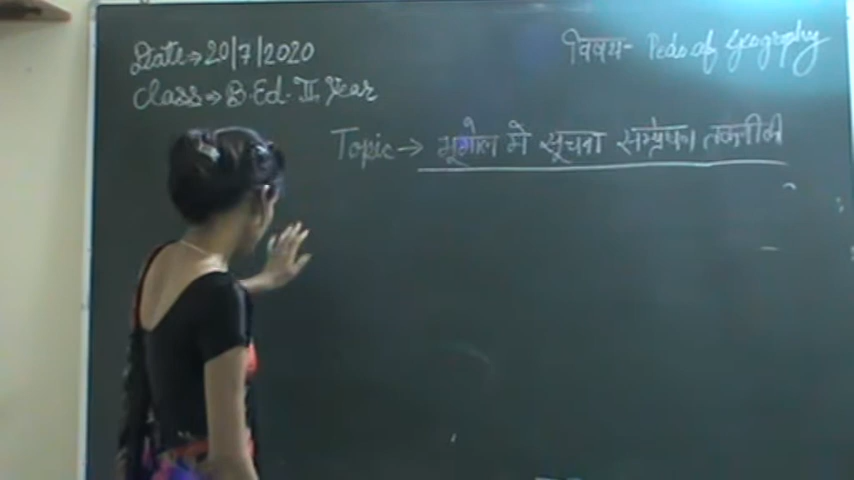 Date→20/7/2020
विषय- Peda of Geography
Class→B.Ed. II Year
Topic→ भूगोल मे सूचना सम्प्रेषण तकनीकी